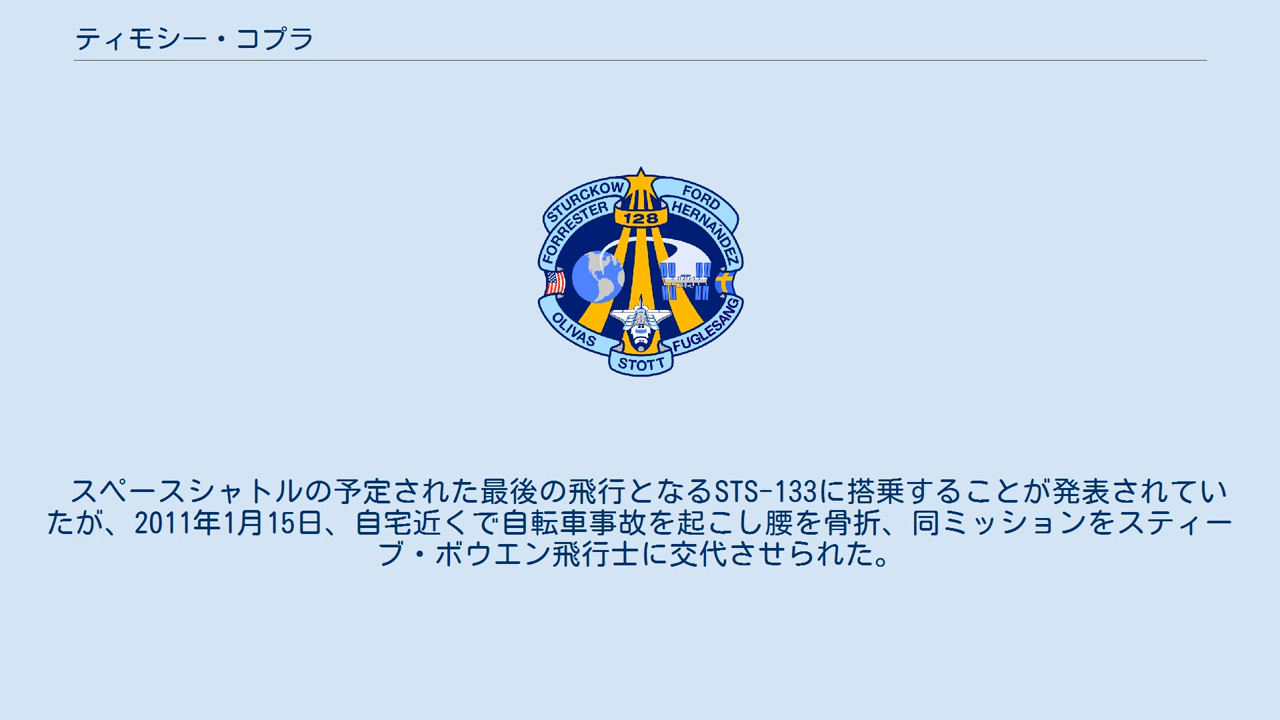 ティモシー・コプラ
STURCKOW
FORD
FORRESTER
128
HERNANDEZ
OLIVAS
STOTT
FUGLESANG
スペースシャトルの予定された最後の飛行となるSTS-133に搭乗することが発表されてい
たが、2011年1月15日、自宅近くで自転車事故を起こし腰を骨折、同ミッションをスティー
ブ・ボウエン飛行士に交代させられた。